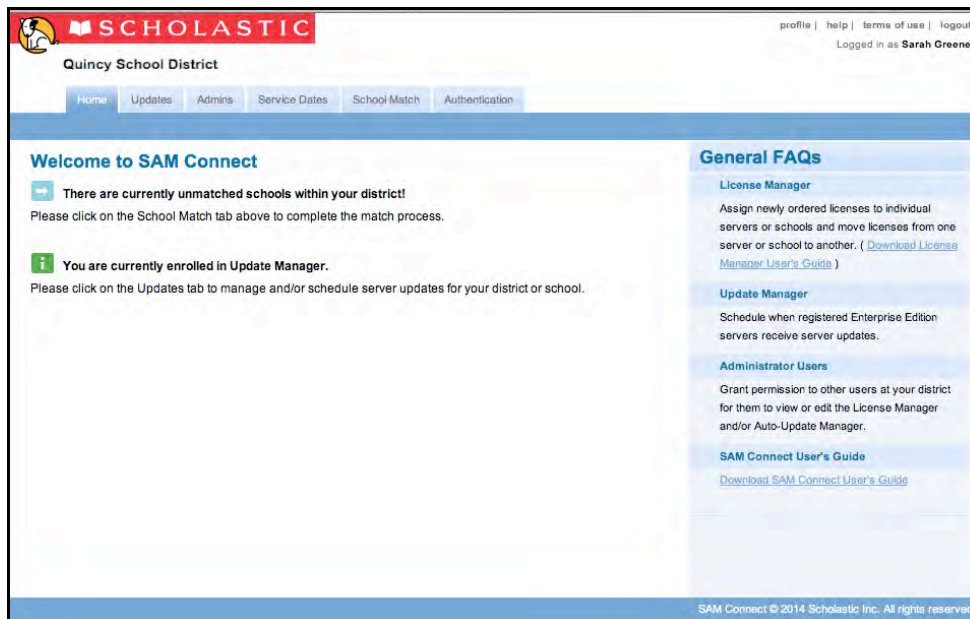 SCHOLASTIC
profile | help | terms of use | logout
Logged in as Sarah Greene
Quincy School District
Home Updates Admins Service Dates School Match Authentication
Welcome to SAM Connect
There are currently unmatched schools within your district!
Please click on the School Match tab above to complete the match process.
i
You are currently enrolled in Update Manager.
Please click on the Updates tab to manage and/or schedule server updates for your district or school.
General FAQs
License Manager
Assign newly ordered licenses to individual
servers or schools and move licenses from one
server or school to another. ( Download License
Manager User's Guide )
Update Manager
Schedule when registered Enterprise Edition
servers receive server updates.
Administrator Users
Grant permission to other users at your district
for them to view or edit the License Manager
and/or Auto-Update Manager.
SAM Connect User's Guide
Download SAM Connect User's Guide
SAM Connect © 2014 Scholastic Inc. All rights reserved